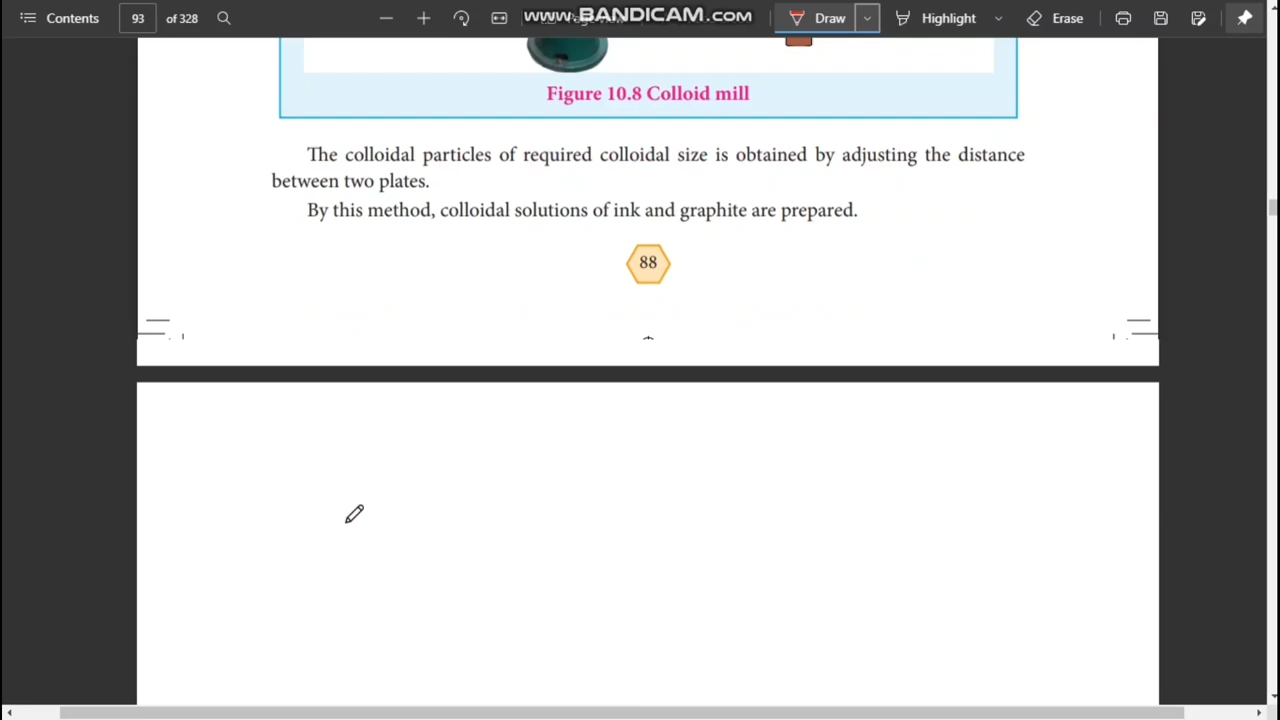 Contents 93 of 328 www.BANDICAM.com Draw Highlight Erase
Figure 10.8 Colloid mill
The colloidal particles of required colloidal size is obtained by adjusting the distance
between two plates.
By this method, colloidal solutions of ink and graphite are prepared.
88